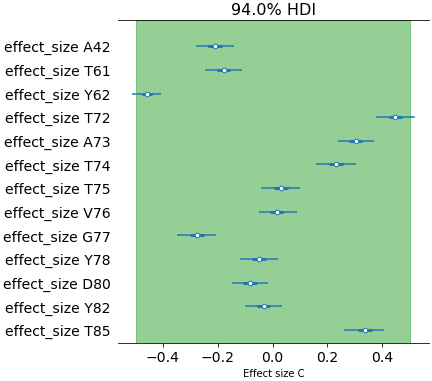 94.0% HDI
effect_size A42
effect_size T61
effect_size Y62
effect_size T72
effect_size A73
effect_size T74
effect_size T75
effect_size V76
effect_size G77
effect_size Y78
effect_size D80
effect_size Y82
effect_size T85
−0.4 −0.2 0.0 0.2 0.4
Effect size C